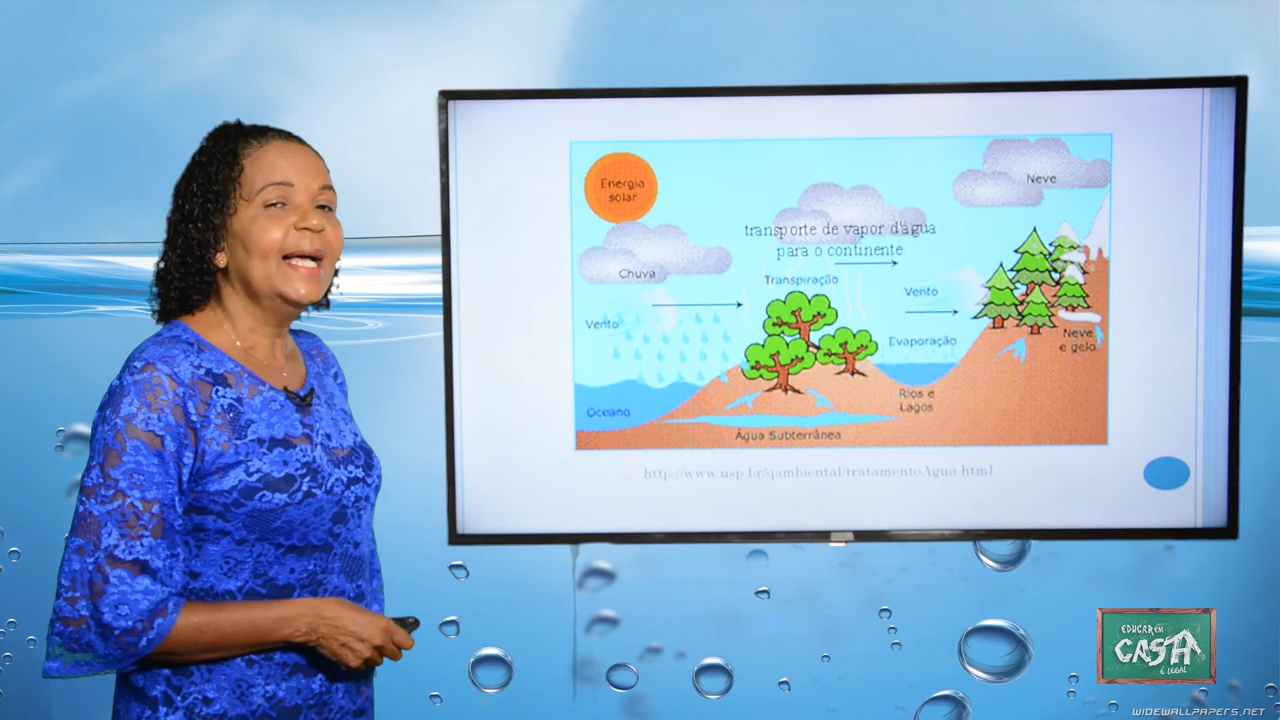 Energia
solar
Neve
transporte de vapor d'água
para o continente
Chuva
Transpiração
Vento
Vento
Evaporação
Neve
e gelo
Rios e
Lagos
Oceano
Água Subterrânea
http://www.usp.br/qambiental/tratamentoAgua.html
EDUCAR EM
CASA
É LEGAL
WIDEWALLPAPERS.NET